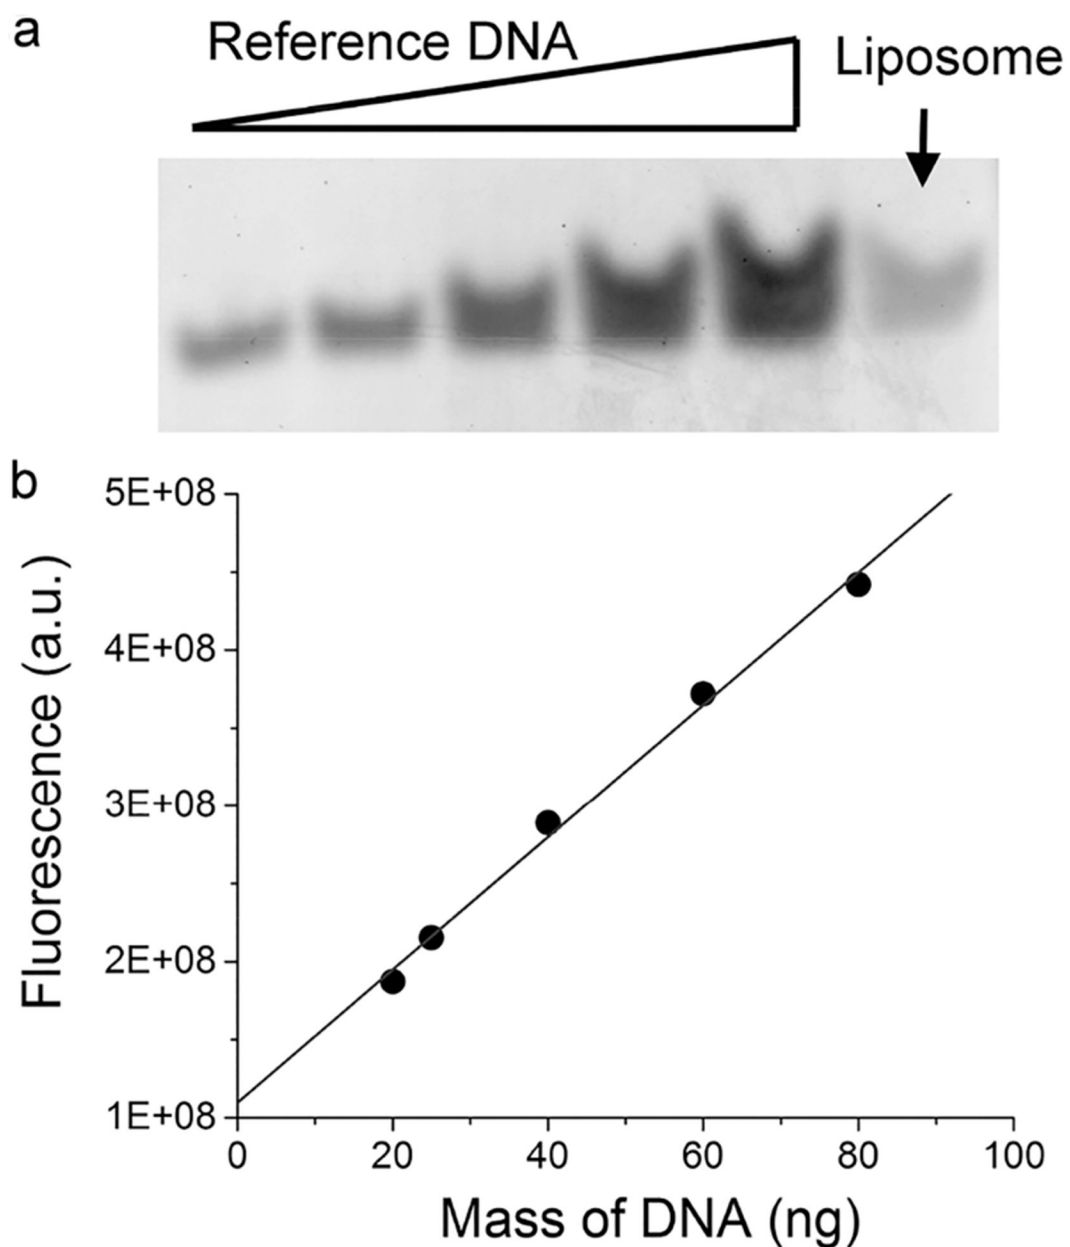 a
Reference DNA
Liposome
b
5E+08
4E+08
3E+08
2E+08
1E+08
Fluorescence (a.u.)
0 20 40 60 80 100
Mass of DNA (ng)